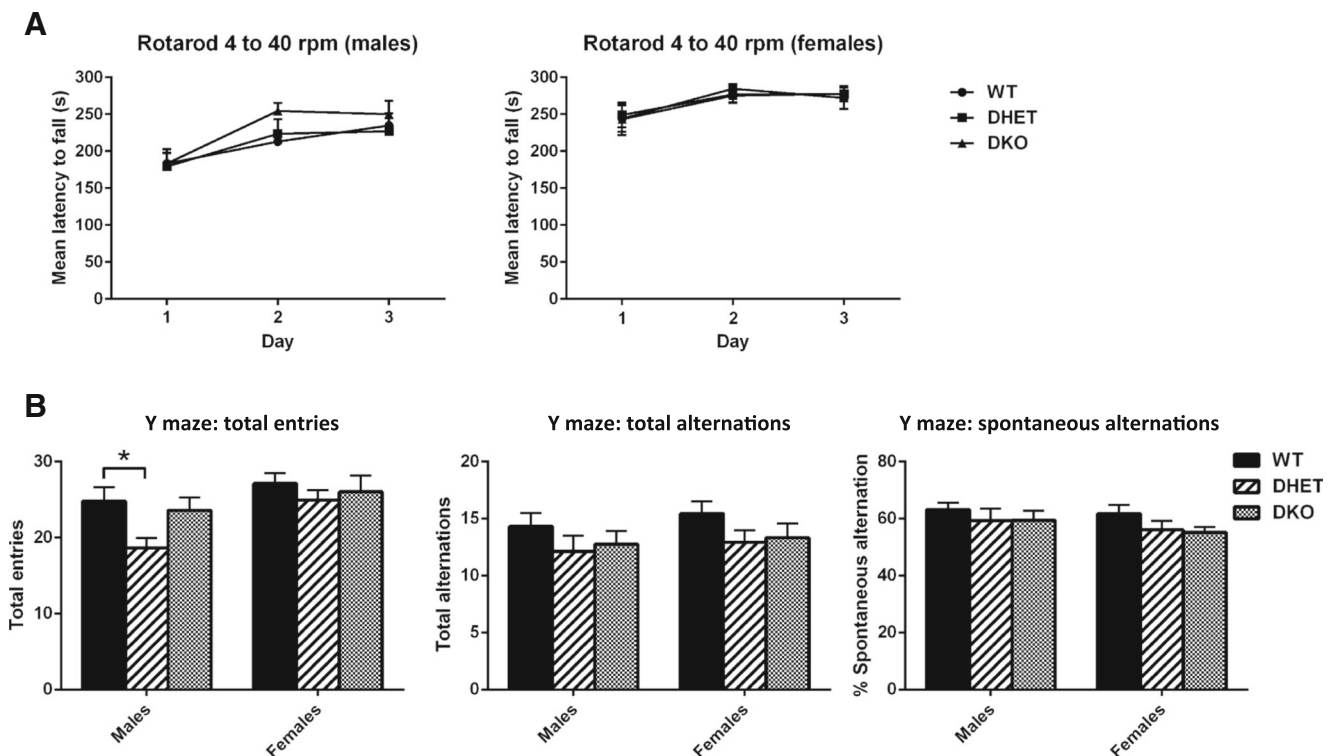 A
Rotarod 4 to 40 rpm (males)
Mean latency to fall (s)
300
250
200
150
100
50
0
1 2 3
Day
Rotarod 4 to 40 rpm (females)
Mean latency to fall (s)
300
250
200
150
100
50
0
1 2 3
Day
WT
DHET
DKO
B
Y maze: total entries
Total entries
30
20
10
0
*
Males Females
Y maze: total alternations
Total alternations
20
15
10
5
0
Males Females
Y maze: spontaneous alternations
% Spontaneous alternation
80
60
40
20
0
Males Females
WT
DHET
DKO